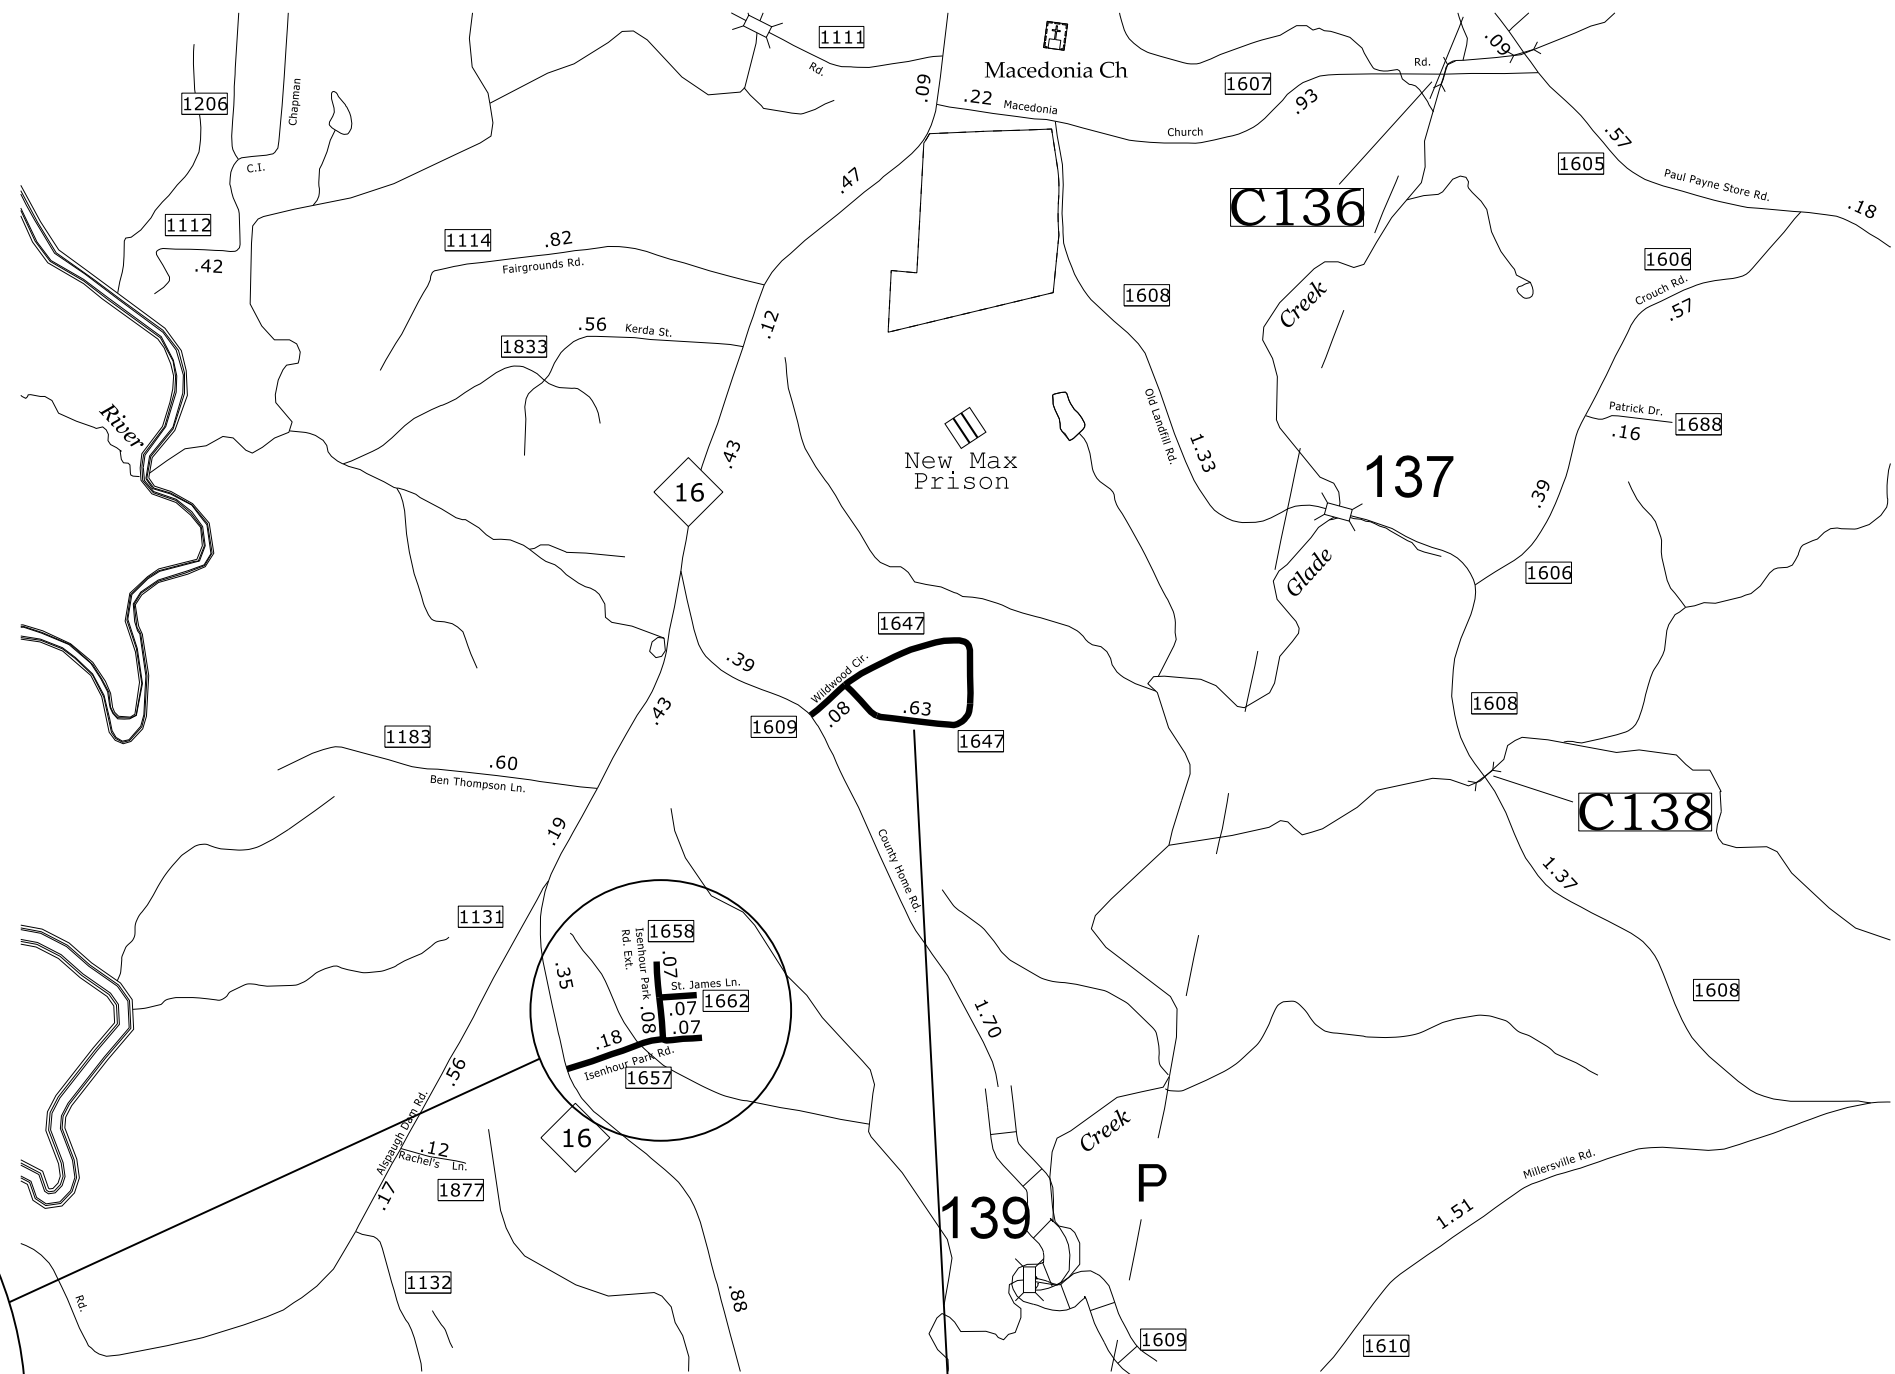 1111
Rd.
.09
Macedonia Ch
.22
Macedonia
Church
1607
.93
Rd.
.09
.57
1605
Paul Payne Store Rd.
.18
1206
Chapman
C.I.
1112
.42
.47
C136
1114
.82
Fairgrounds Rd.
1606
Crouch Rd.
.57
1608
Creek
.12
.56
Kerda St.
1833
River
Old Landfill Rd.
1.33
Patrick Dr.
.16
1688
.43
16
New Max
Prison
137
.39
1606
Glade
1647
Wildwood Cir.
.39
.63
.08
1609
1647
1608
.43
1183
.60
Ben Thompson Ln.
C138
.19
County Home Rd.
1.37
1131
1658
Isenhour Park
Rd. Ext.
.07
St. James Ln.
1662
.07
.35
.08
.07
.18
Isenhour Park Rd.
1657
1608
1.70
.56
Alspaugh Dam Rd.
16
.12
Rachel's Ln.
1877
.17
Creek
P
139
Millersville Rd.
1.51
1132
Rd.
.88
1609
1610